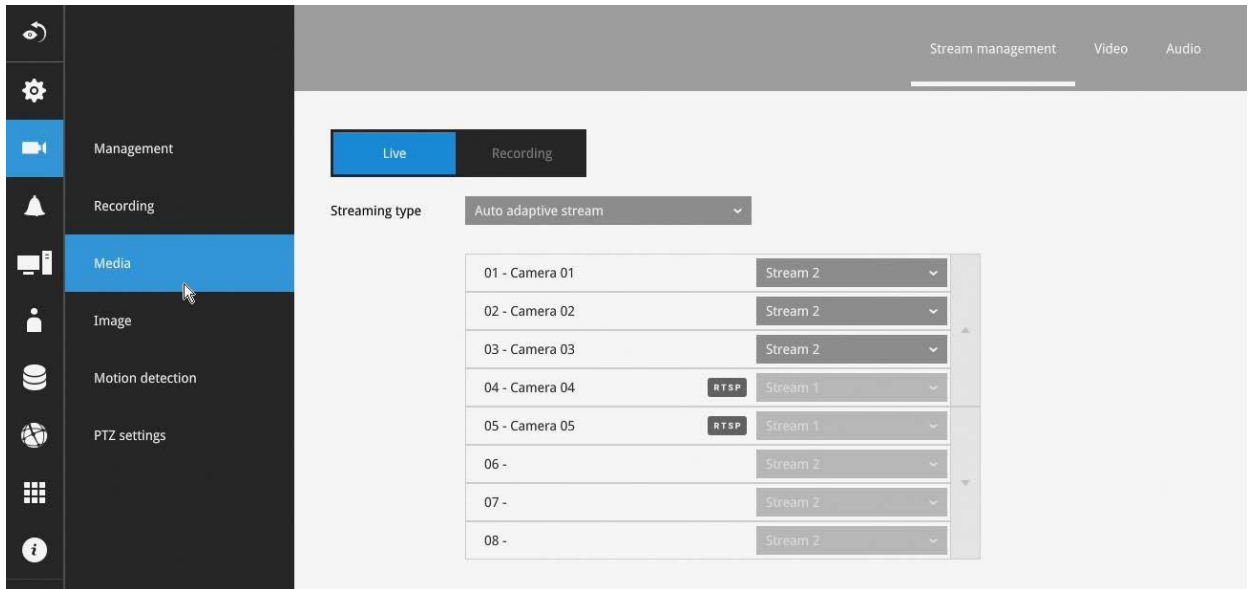 Stream management Video Audio
Management
Recording
Media
Image
Motion detection
PTZ settings
Live Recording
Streaming type Auto adaptive stream
01 - Camera 01 Stream 2
02 - Camera 02 Stream 2
03 - Camera 03 Stream 2
04 - Camera 04 RTSP Stream 1
05 - Camera 05 RTSP Stream 1
06 - Stream 2
07 - Stream 2
08 - Stream 2
i